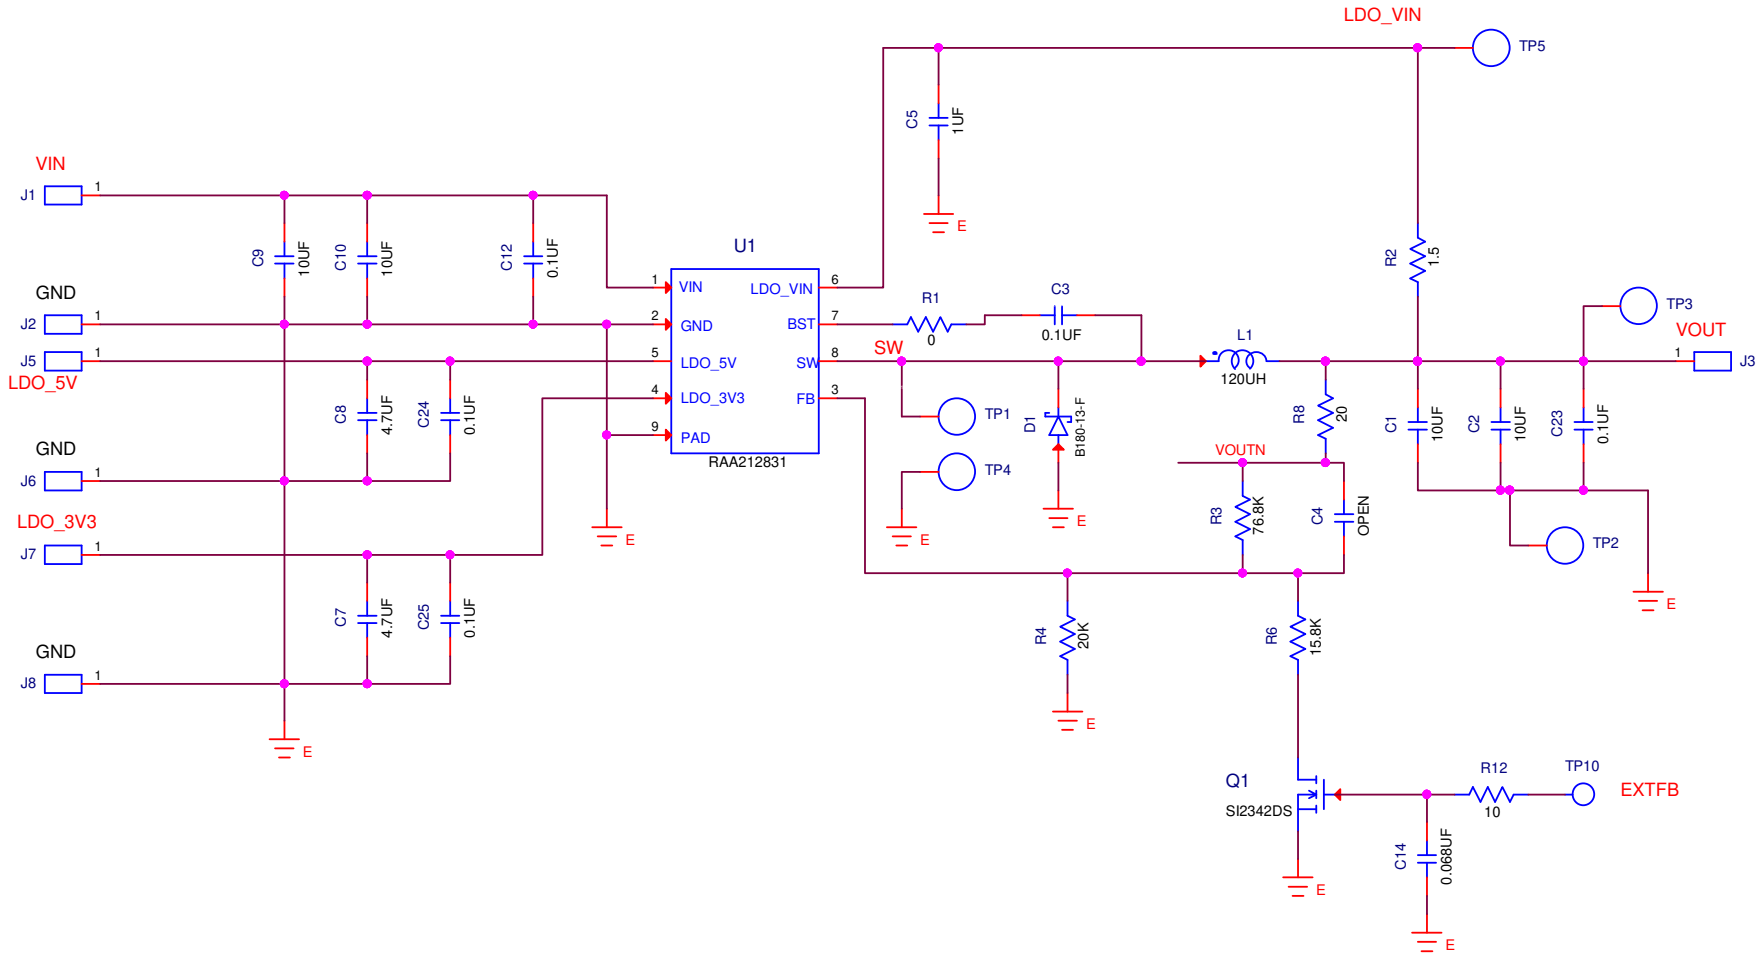 LDO_VIN
TP5
C5
1UF
E
VIN
J1
1
C9
10UF
C10
10UF
C12
0.1UF
R2
1.5
U1
GND
J2
1
J5
1
LDO_5V
1
VIN
2
GND
5
LDO_5V
4
LDO_3V3
9
PAD
LDO_VIN
6
BST
7
SW
8
FB
3
RAA212831
R1
0
C3
0.1UF
SW
L1
120UH
TP3
VOUT
1
J3
C8
4.7UF
C24
0.1UF
TP1
TP4
E
D1
B180-13-F
E
R8
20
C1
10UF
C2
10UF
C23
0.1UF
GND
J6
1
VOUTN
R3
76.8K
C4
OPEN
TP2
E
E
LDO_3V3
J7
1
C7
4.7UF
C25
0.1UF
R4
20K
E
R6
15.8K
GND
J8
1
E
Q1
SI2342DS
E
R12
10
TP10
EXTFB
C14
0.068UF
E